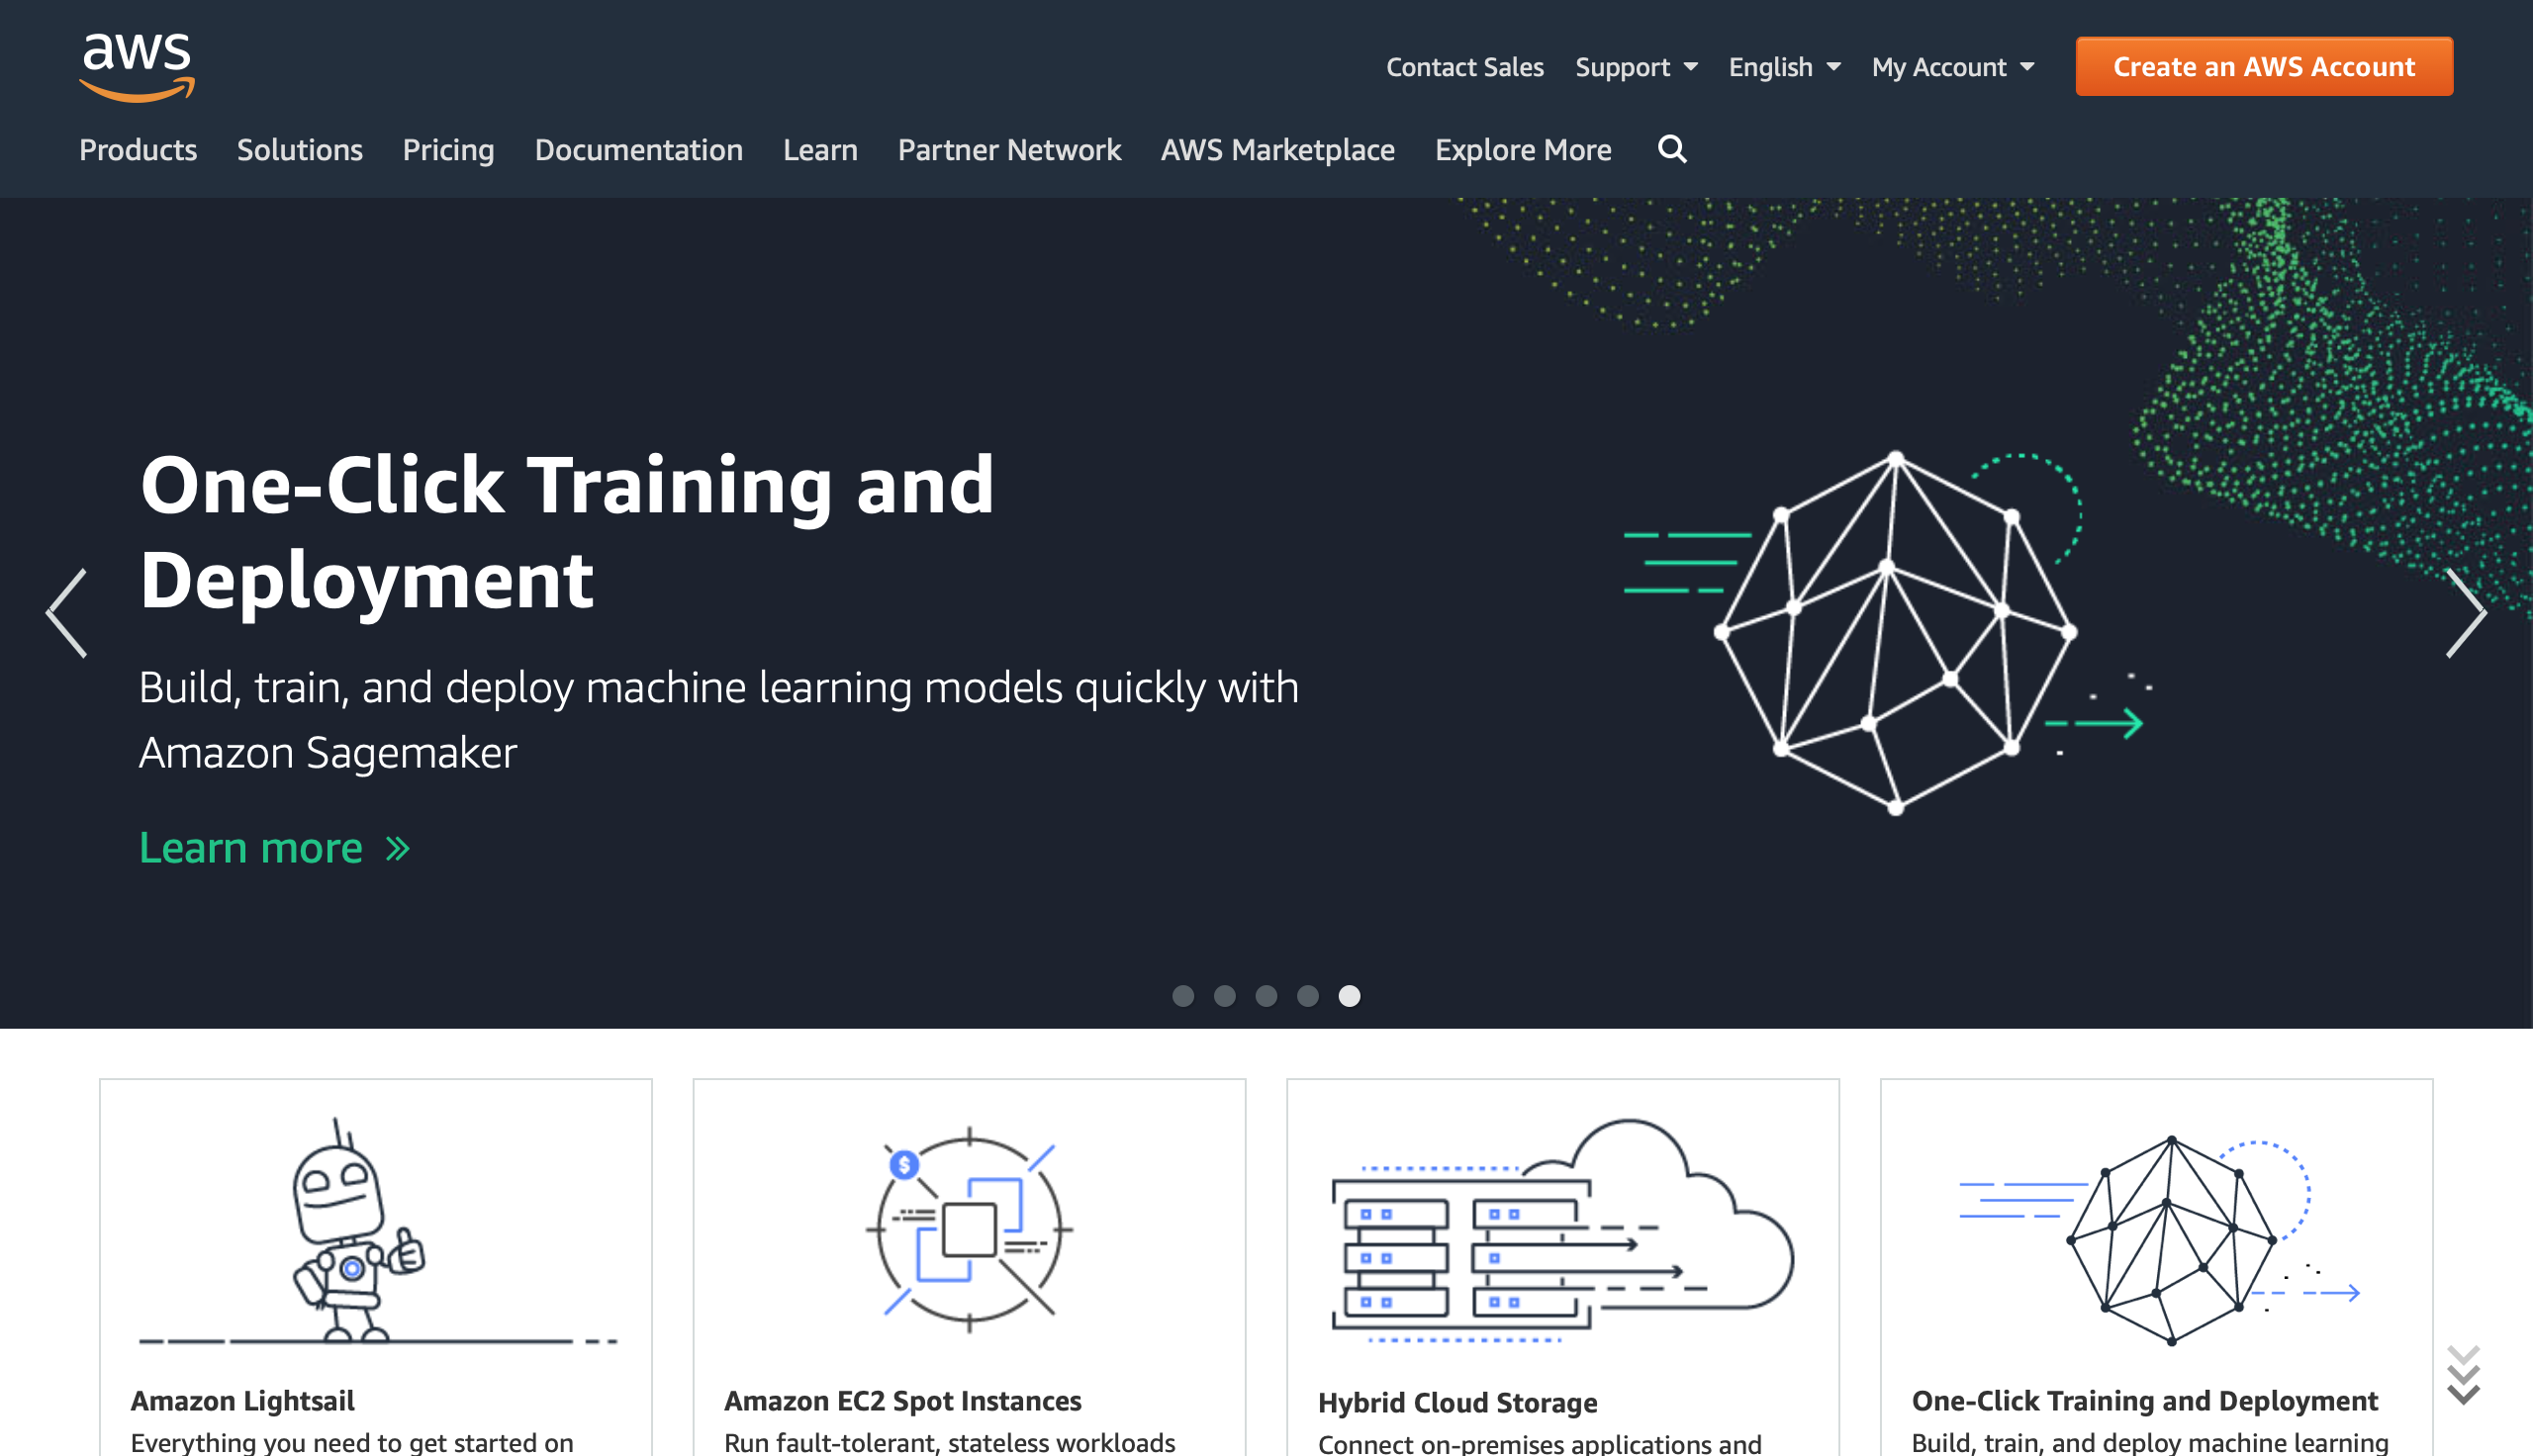 aws
Contact Sales Support English My Account Create an AWS Account
Products Solutions Pricing Documentation Learn Partner Network AWS Marketplace Explore More
One-Click Training and
Deployment
Build, train, and deploy machine learning models quickly with
Amazon Sagemaker
Learn more »
$
Amazon Lightsail
Everything you need to get started on
Amazon EC2 Spot Instances
Run fault-tolerant, stateless workloads
Hybrid Cloud Storage
Connect on-premises applications and
One-Click Training and Deployment
Build, train, and deploy machine learning